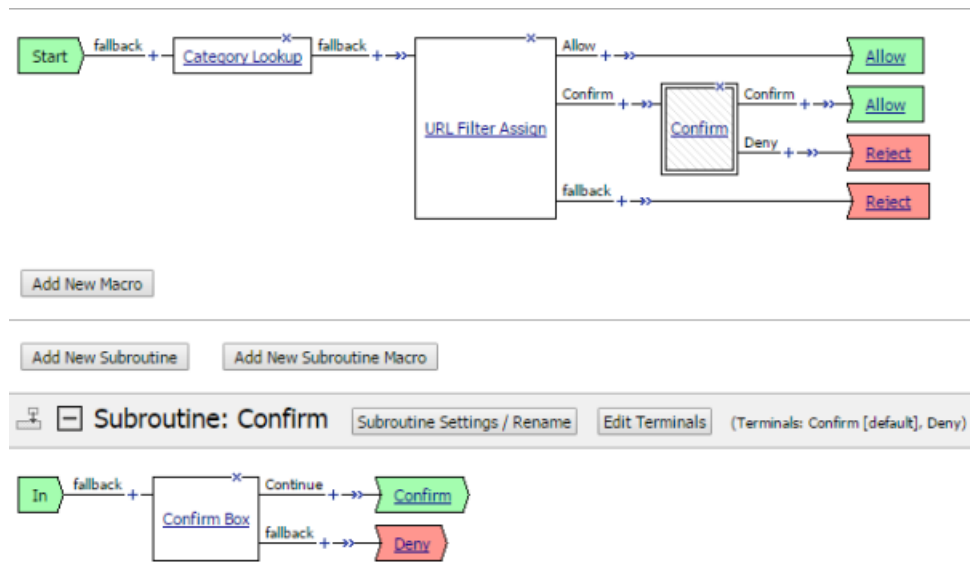 Start
fallback
Category Lookup
fallback
URL Filter Assign
Allow
Allow
Confirm
Confirm
Confirm
Allow
Deny
Reject
fallback
Reject
Add New Macro
Add New Subroutine
Add New Subroutine Macro
Subroutine: Confirm Subroutine Settings / Rename Edit Terminals (Terminals: Confirm [default], Deny)
In
fallback
Confirm Box
Continue
Confirm
fallback
Deny